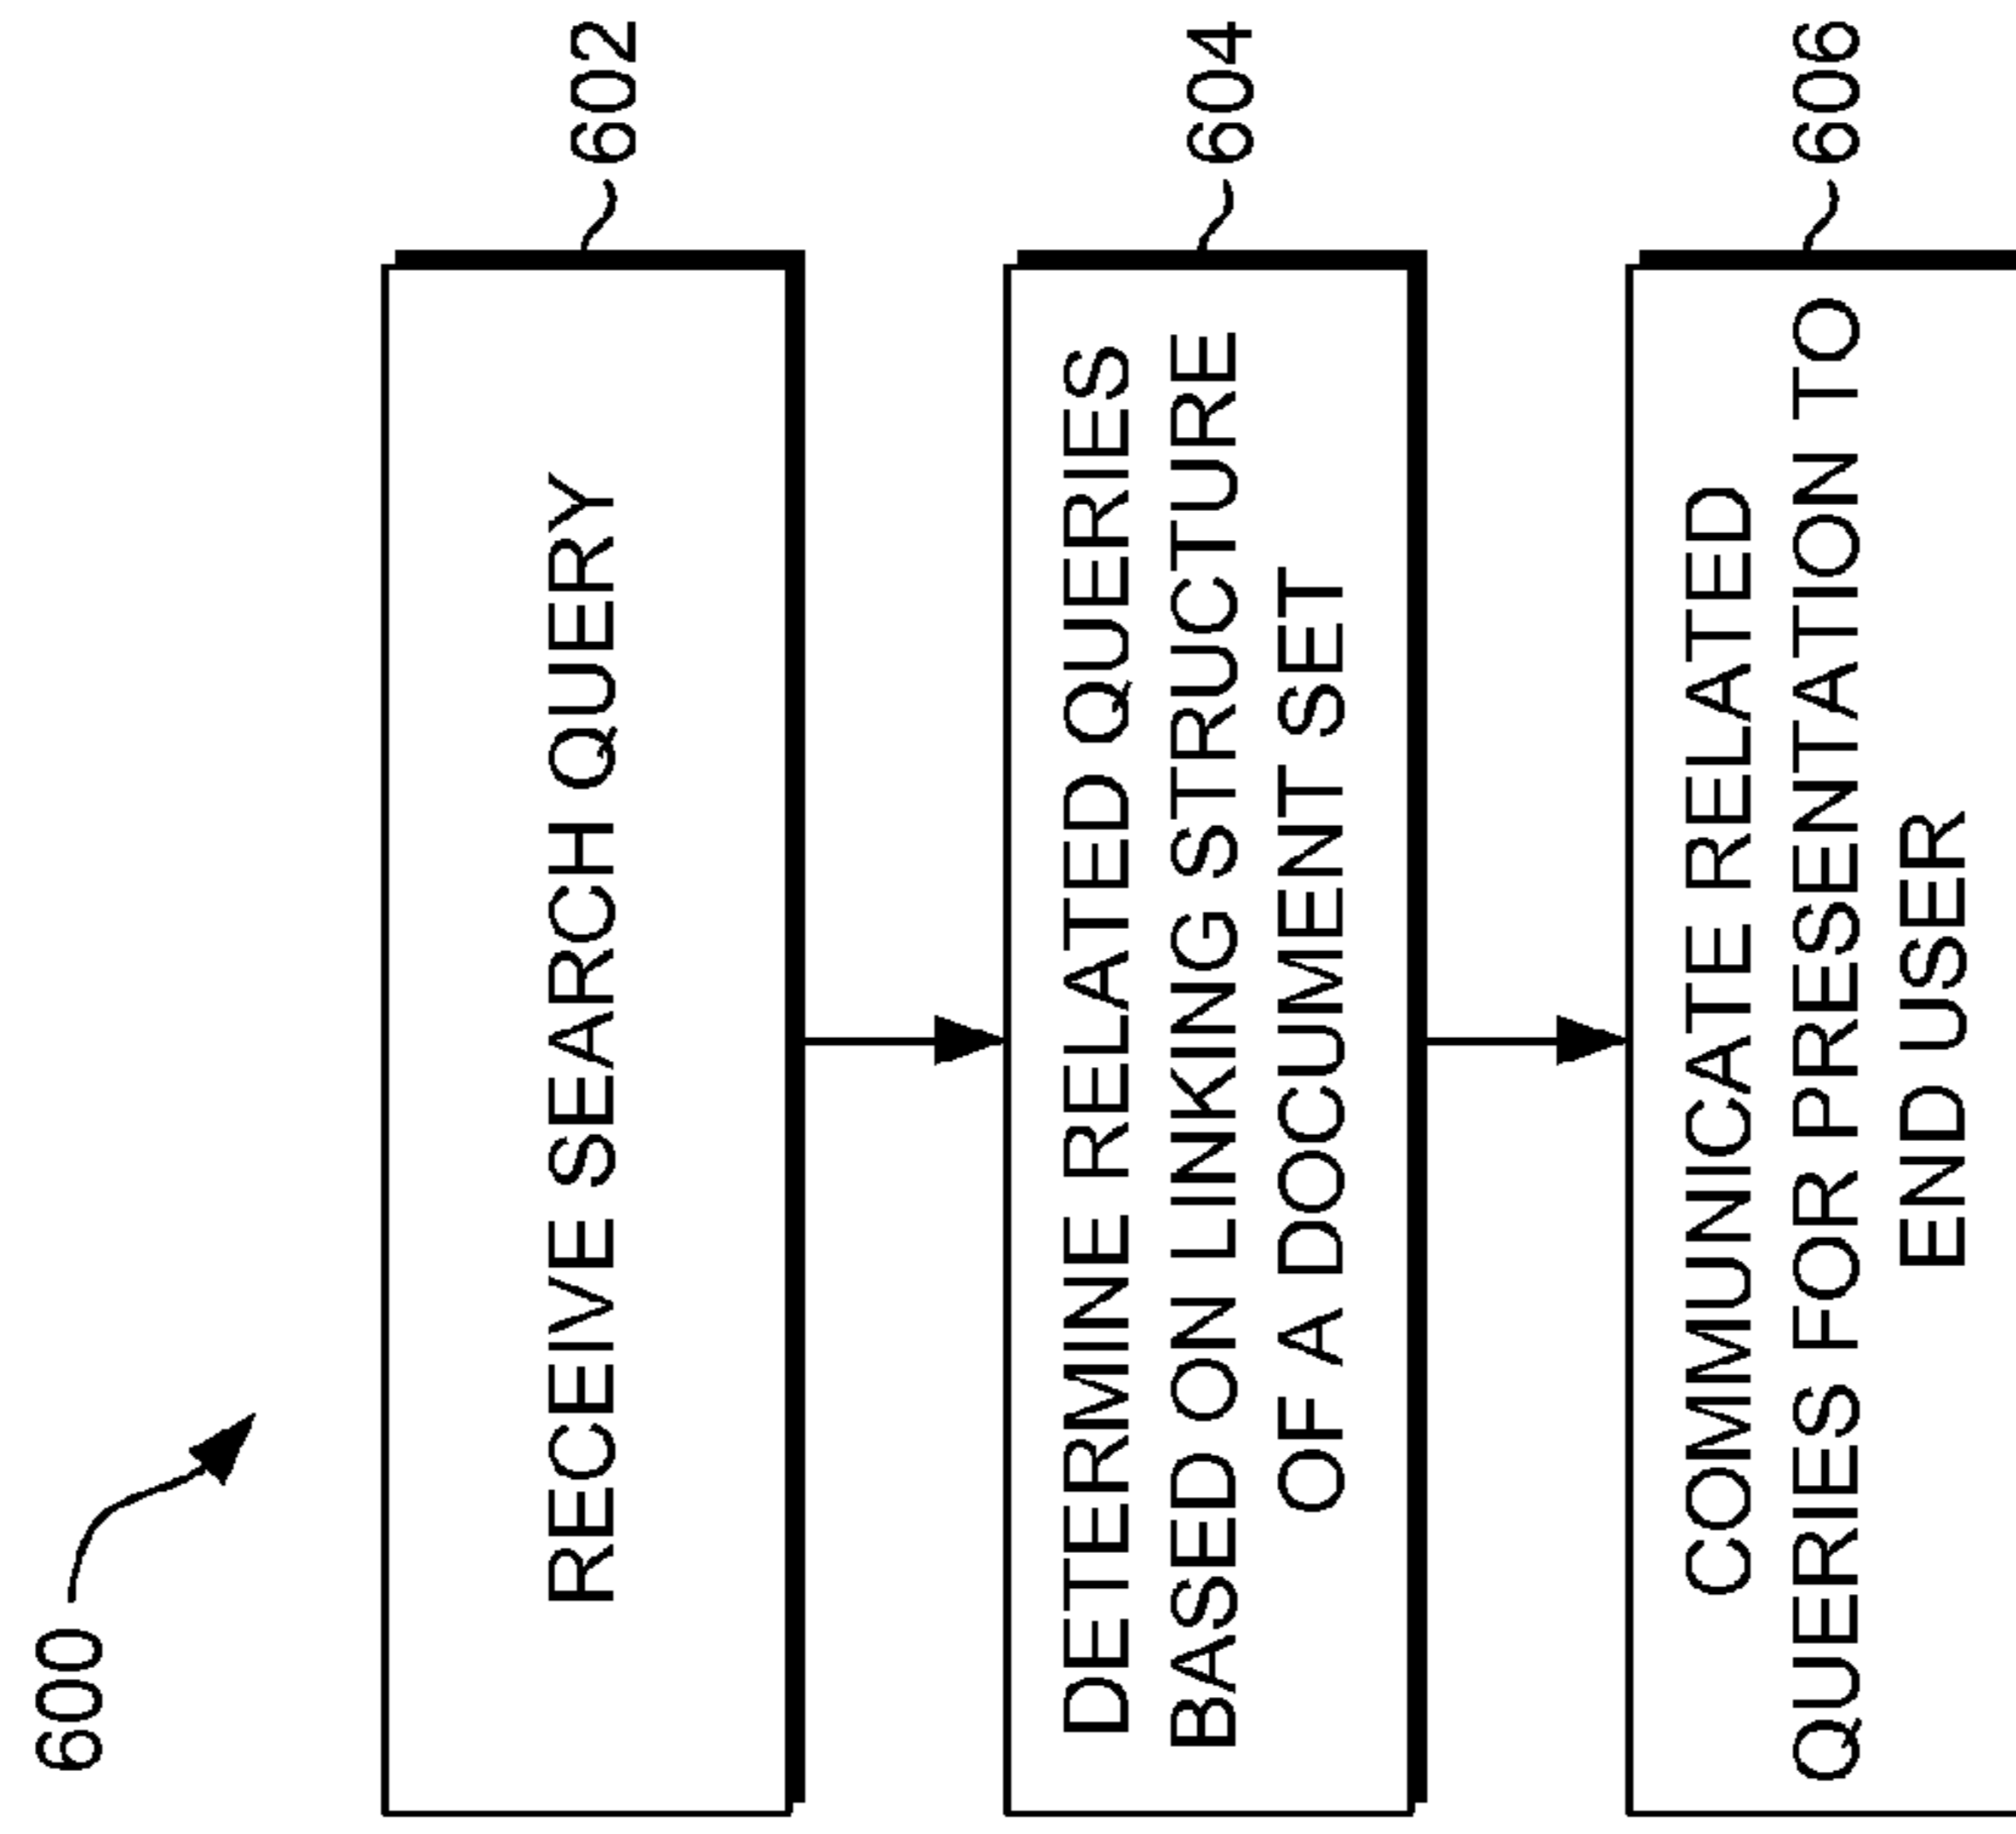 600
RECEIVE SEARCH QUERY
602
DETERMINE RELATED QUERIES
BASED ON LINKING STRUCTURE
OF A DOCUMENT SET
604
COMMUNICATE RELATED
QUERIES FOR PRESENTATION TO
END USER
606